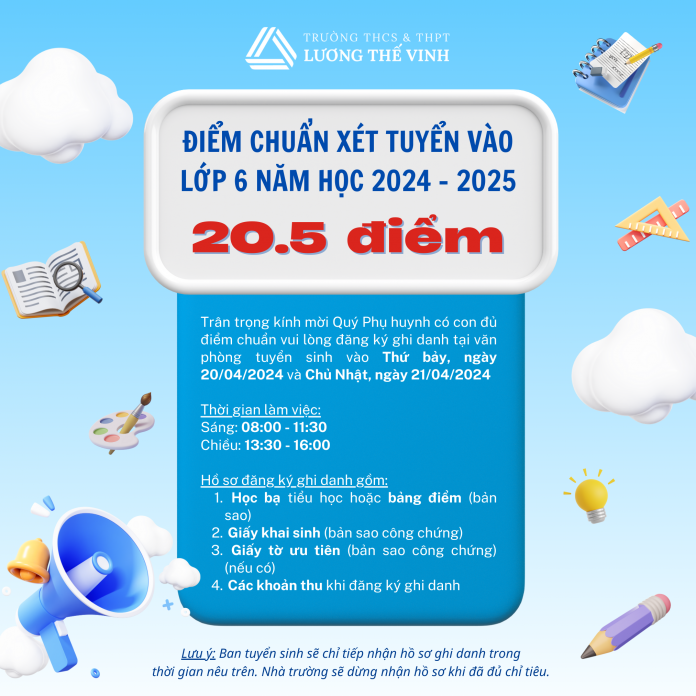 TRƯỜNG THCS & THPT
LƯƠNG THẾ VINH
ĐIỂM CHUẨN XÉT TUYỂN VÀO
LỚP 6 NĂM HỌC 2024 - 2025
20.5 điểm
Trân trọng kính mời Quý Phụ huynh có con đủ
điểm chuẩn vui lòng đăng ký ghi danh tại văn
phòng tuyển sinh vào Thứ bảy, ngày
20/04/2024 và Chủ Nhật, ngày 21/04/2024
Thời gian làm việc:
Sáng: 08:00 - 11:30
Chiều: 13:30 - 16:00
Hồ sơ đăng ký ghi danh gồm:
1. Học bạ tiểu học hoặc bảng điểm (bản
sao)
2. Giấy khai sinh (bản sao công chứng)
3. Giấy tờ ưu tiên (bản sao công chứng)
(nếu có)
4. Các khoản thu khi đăng ký ghi danh
Lưu ý: Ban tuyển sinh sẽ chỉ tiếp nhận hồ sơ ghi danh trong
thời gian nêu trên. Nhà trường sẽ dừng nhận hồ sơ khi đã đủ chỉ tiêu.